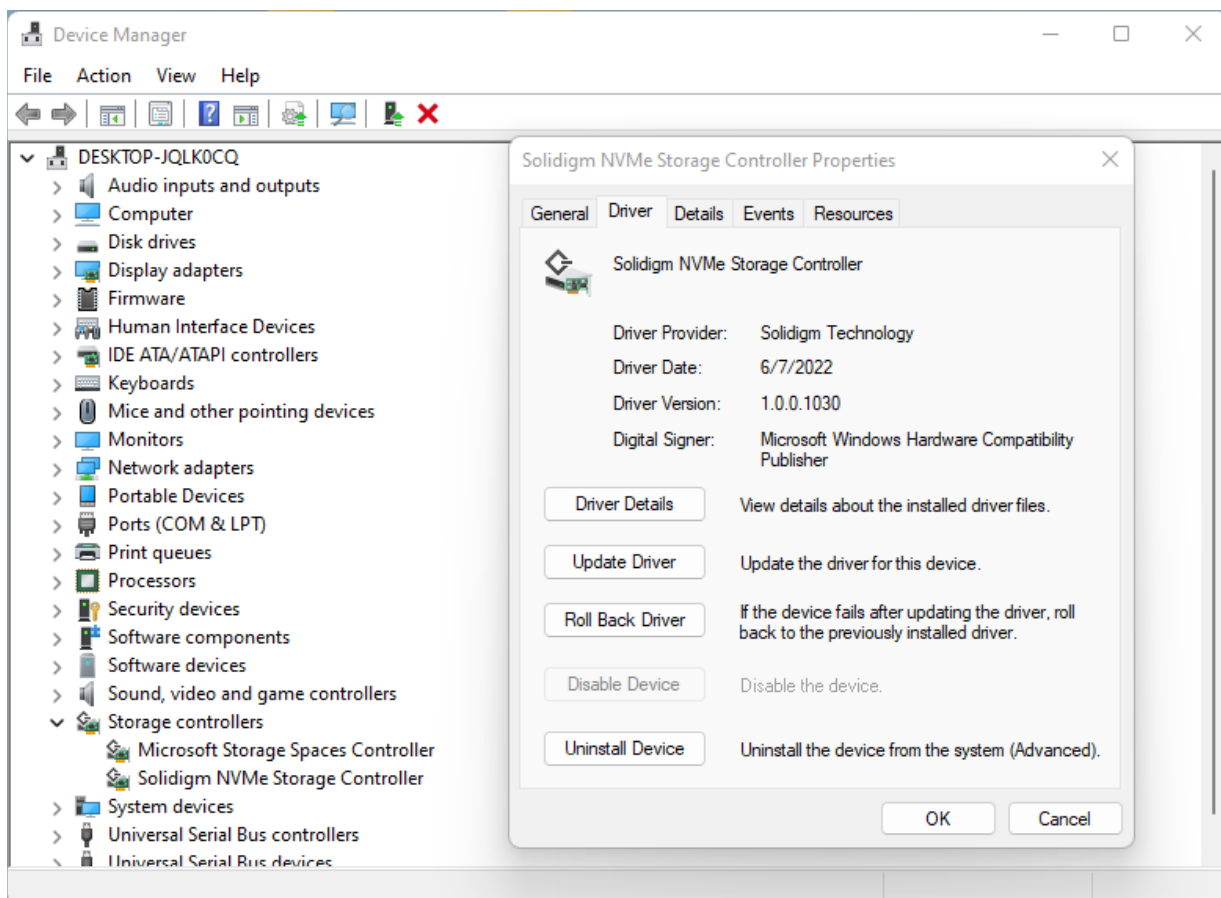 Device Manager
File Action View Help
DESKTOP-JQLK0CQ
Audio inputs and outputs
Computer
Disk drives
Display adapters
Firmware
Human Interface Devices
IDE ATA/ATAPI controllers
Keyboards
Mice and other pointing devices
Monitors
Network adapters
Portable Devices
Ports (COM & LPT)
Print queues
Processors
Security devices
Software components
Software devices
Sound, video and game controllers
Storage controllers
Microsoft Storage Spaces Controller
Solidigm NVMe Storage Controller
System devices
Universal Serial Bus controllers
Universal Serial Bus devices
Solidigm NVMe Storage Controller Properties
General Driver Details Events Resources
Solidigm NVMe Storage Controller
Driver Provider: Solidigm Technology
Driver Date: 6/7/2022
Driver Version: 1.0.0.1030
Digital Signer: Microsoft Windows Hardware Compatibility
Publisher
Driver Details View details about the installed driver files.
Update Driver Update the driver for this device.
Roll Back Driver If the device fails after updating the driver, roll
back to the previously installed driver.
Disable Device Disable the device.
Uninstall Device Uninstall the device from the system (Advanced).
OK Cancel